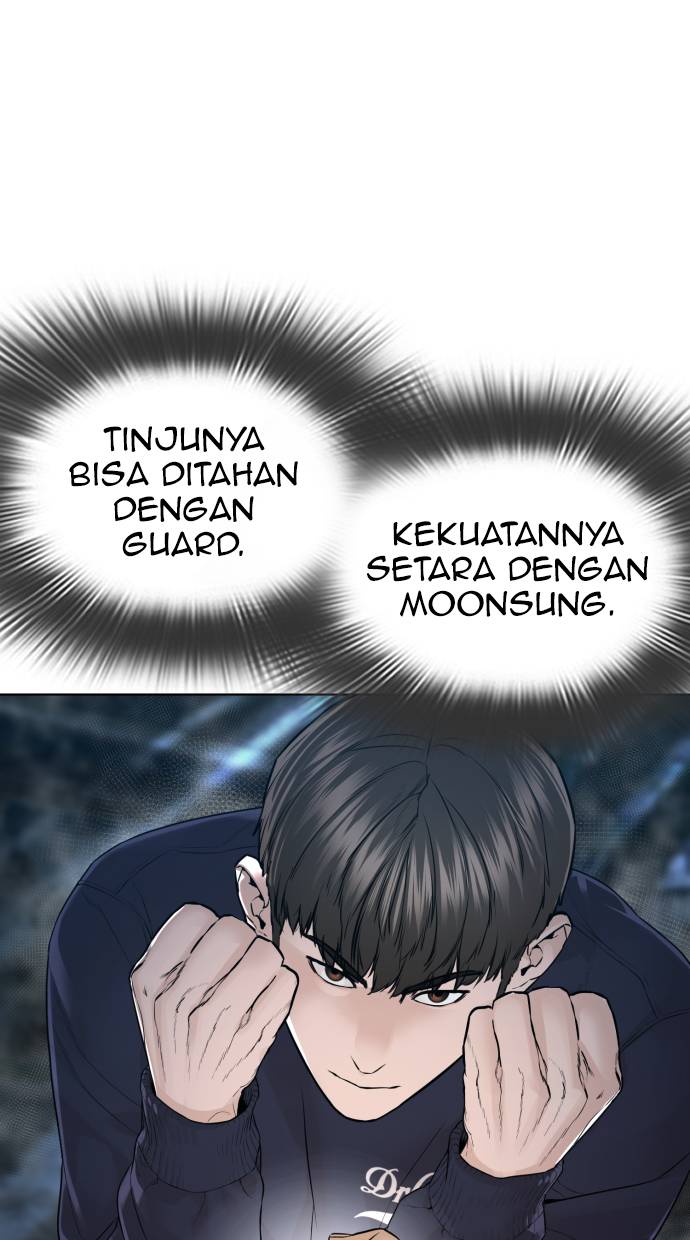 TINJUNYA
BISA DITAHAN
DENGAN
GUARD.
KEKUATANNYA
SETARA DENGAN
MOONSUNG.